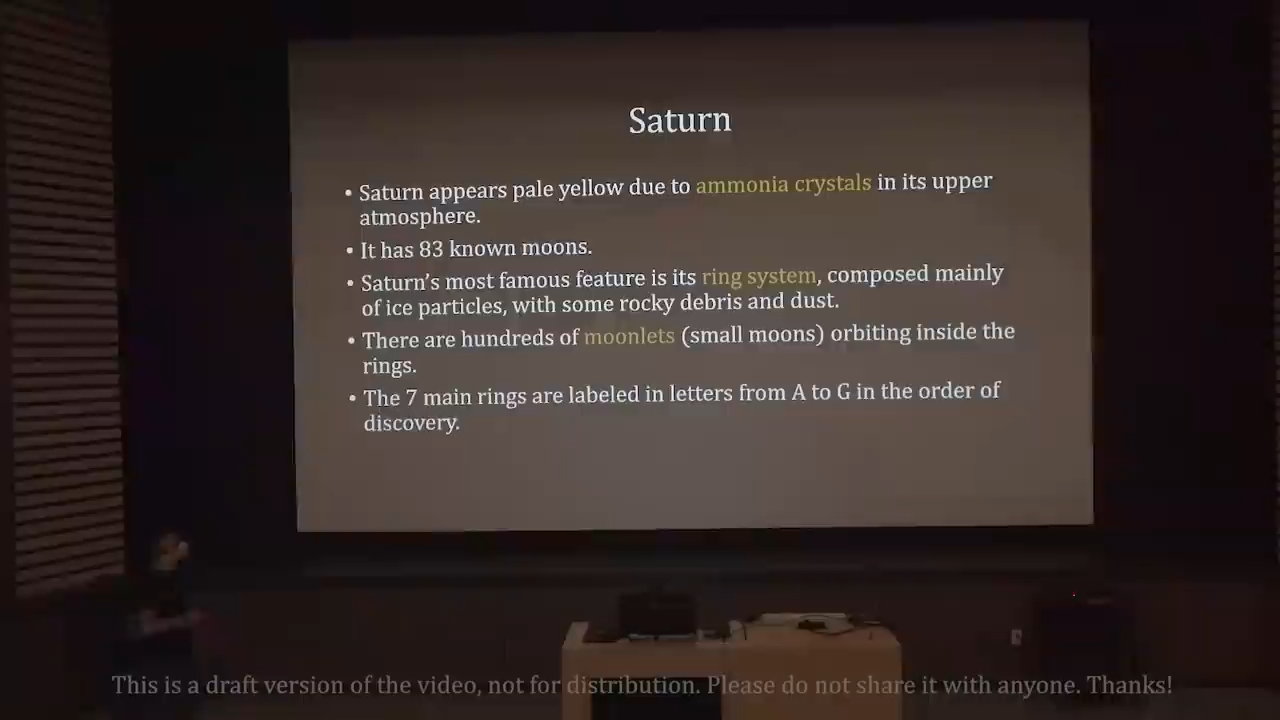 Saturn
• Saturn appears pale yellow due to ammonia crystals in its upper
atmosphere.
• It has 83 known moons.
• Saturn’s most famous feature is its ring system, composed mainly
of ice particles, with some rocky debris and dust.
• There are hundreds of moonlets (small moons) orbiting inside the
rings.
• The 7 main rings are labeled in letters from A to G in the order of
discovery.
This is a draft version of the video, not for distribution. Please do not share it with anyone. Thanks!